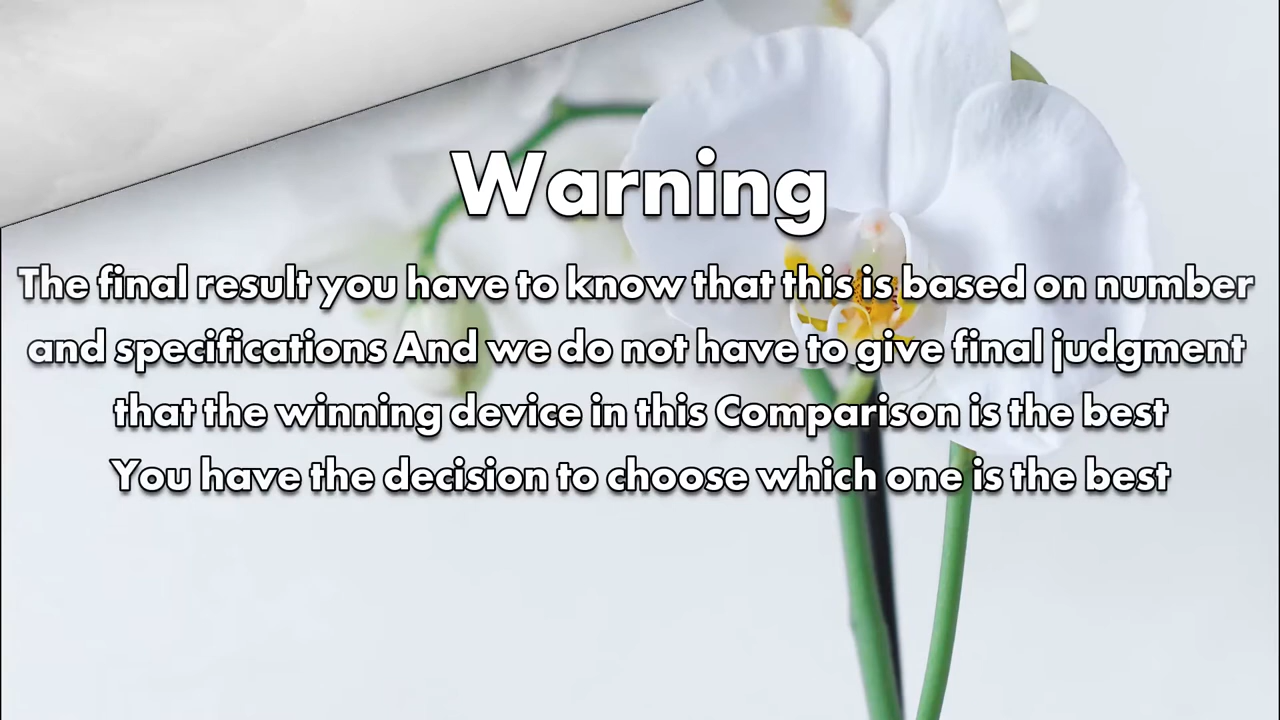 Warning
The final result you have to know that this is based on number
and specifications And we do not have to give final judgment
that the winning device in this Comparison is the best
You have the decision to choose which one is the best